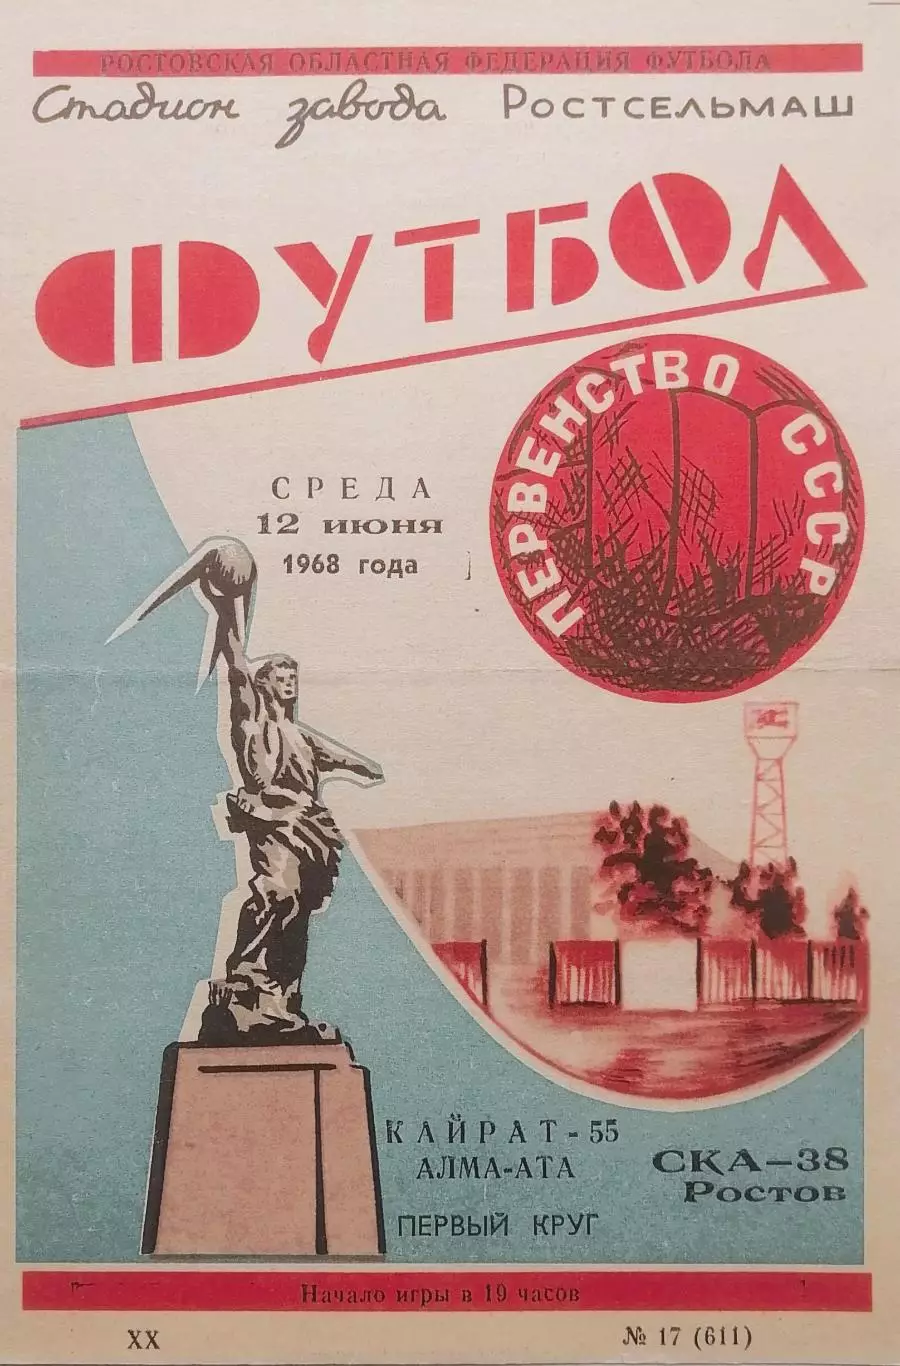 РОСТОВСКАЯ ОБЛАСТНАЯ ФЕДЕРАЦИЯ ФУТБОЛА
Стадион завода РОСТСЕЛЬМАШ
ФУТБОЛ
ПЕРВЕНСТВО СССР
СРЕДА
12 ИЮНЯ
1968 года
КАЙРАТ-55
АЛМА-АТА
СКА-38
РОСТОВ
ПЕРВЫЙ КРУГ
Начало игры в 19 часов
XX
№ 17 (611)